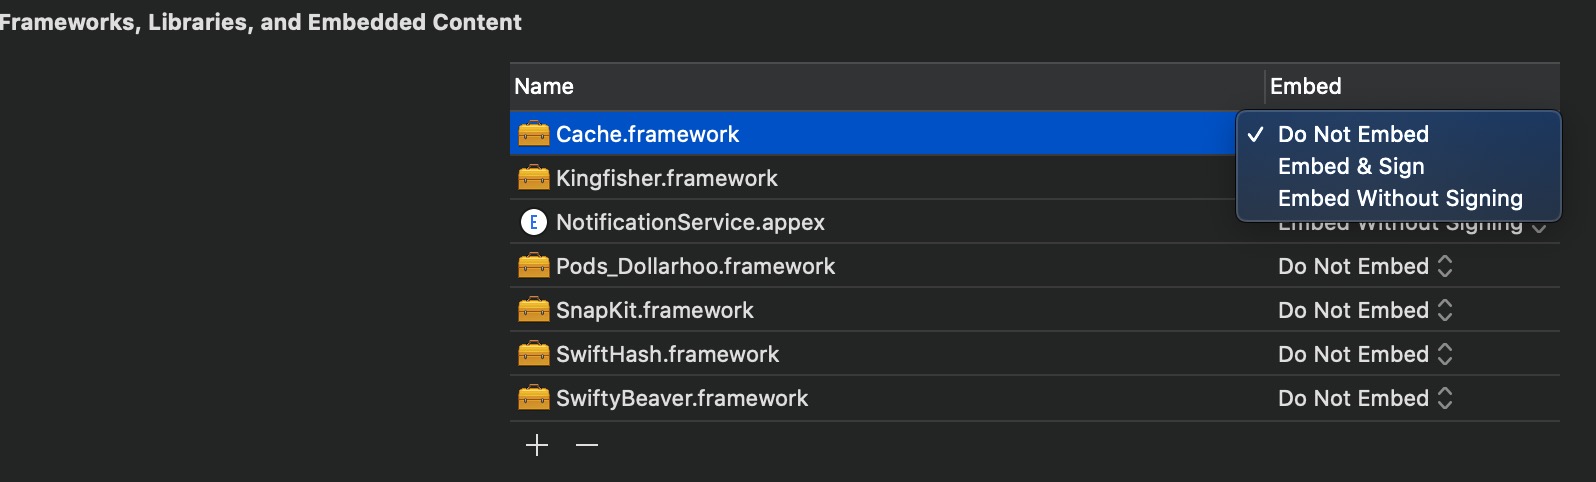 Frameworks, Libraries, and Embedded Content
Name Embed
Cache.framework Do Not Embed
Embed & Sign
Kingfisher.framework Embed Without Signing
NotificationService.appex Embed Without Signing
Pods_Dollarhoo.framework Do Not Embed
SnapKit.framework Do Not Embed
SwiftHash.framework Do Not Embed
SwiftyBeaver.framework Do Not Embed